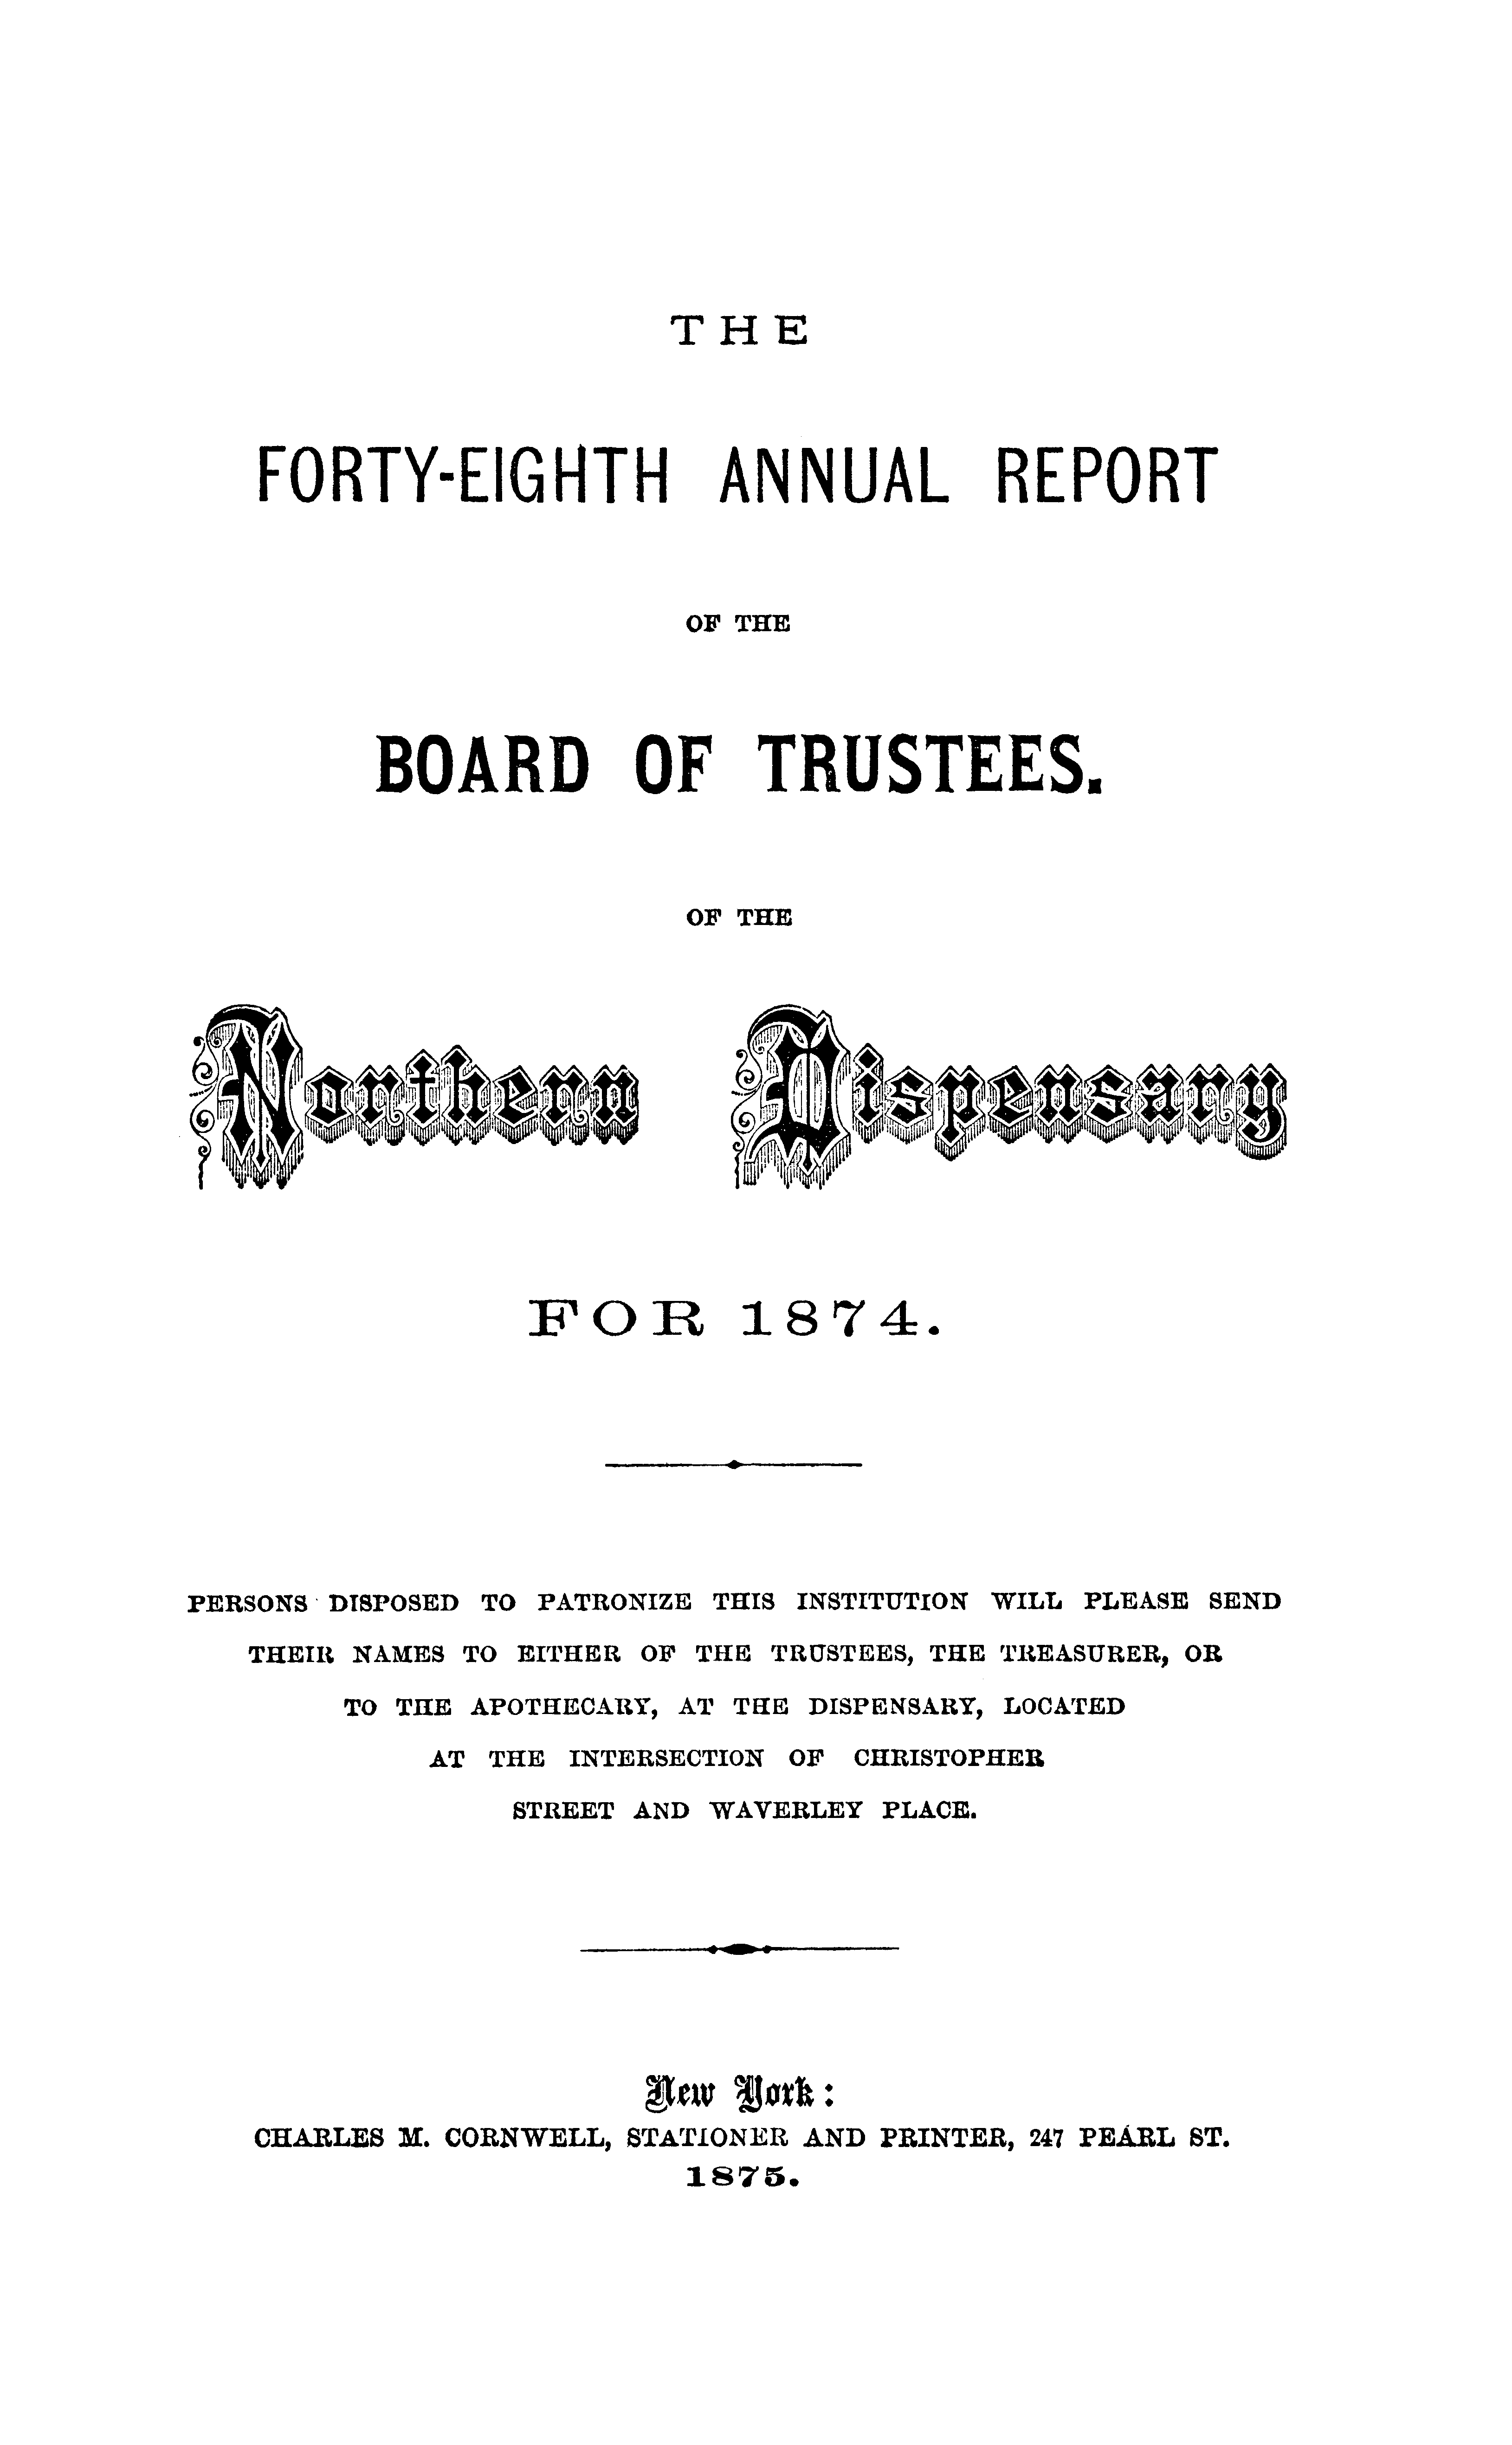 THE
FORTY-EIGHTH ANNUAL REPORT
OF THE
BOARD OF TRUSTEES.
OF THE
Northern Dispensary
FOR 1874.
PERSONS DISPOSED TO PATRONIZE THIS INSTITUTION WILL PLEASE SEND
THEIR NAMES TO EITHER OF THE TRUSTEES, THE TREASURER, OR
TO THE APOTHECARY, AT THE DISPENSARY, LOCATED
AT THE INTERSECTION OF CHRISTOPHER
STREET AND WAVERLEY PLACE.
New York:
CHARLES M. CORNWELL, STATIONER AND PRINTER, 247 PEARL ST.
1875.